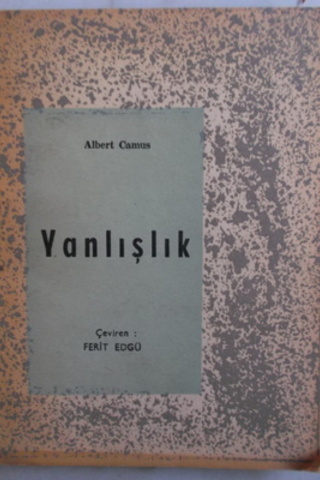 Albert Camus
Yanlışlık
Çeviren :
FERİT EDGÜ